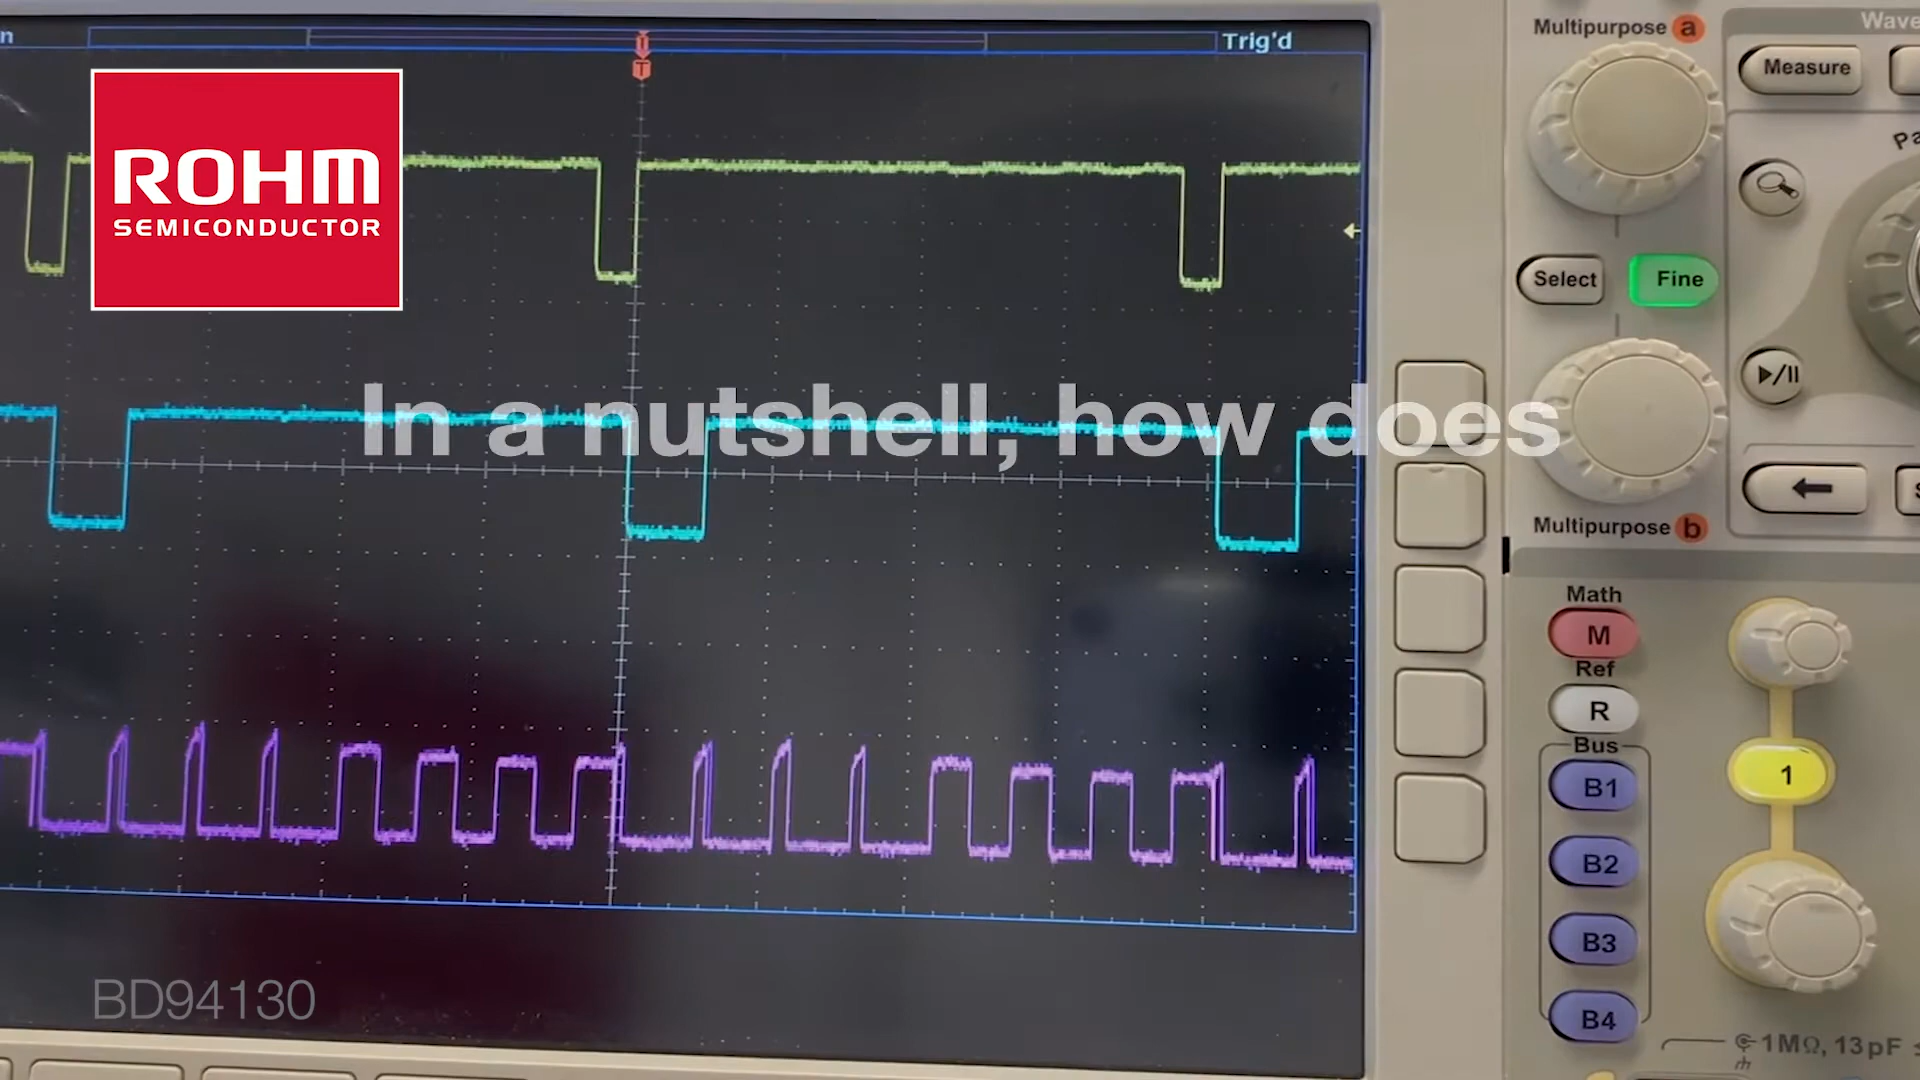 n
Trig'd
T
T
ROHM
SEMICONDUCTOR
In a nutshell, how does
BD94130
Multipurpose a
Wave
Measure
Pa
Select
Fine
Multipurpose b
S
Math
M
Ref
R
Bus
B1
B2
B3
B4
1
1MΩ, 13pF